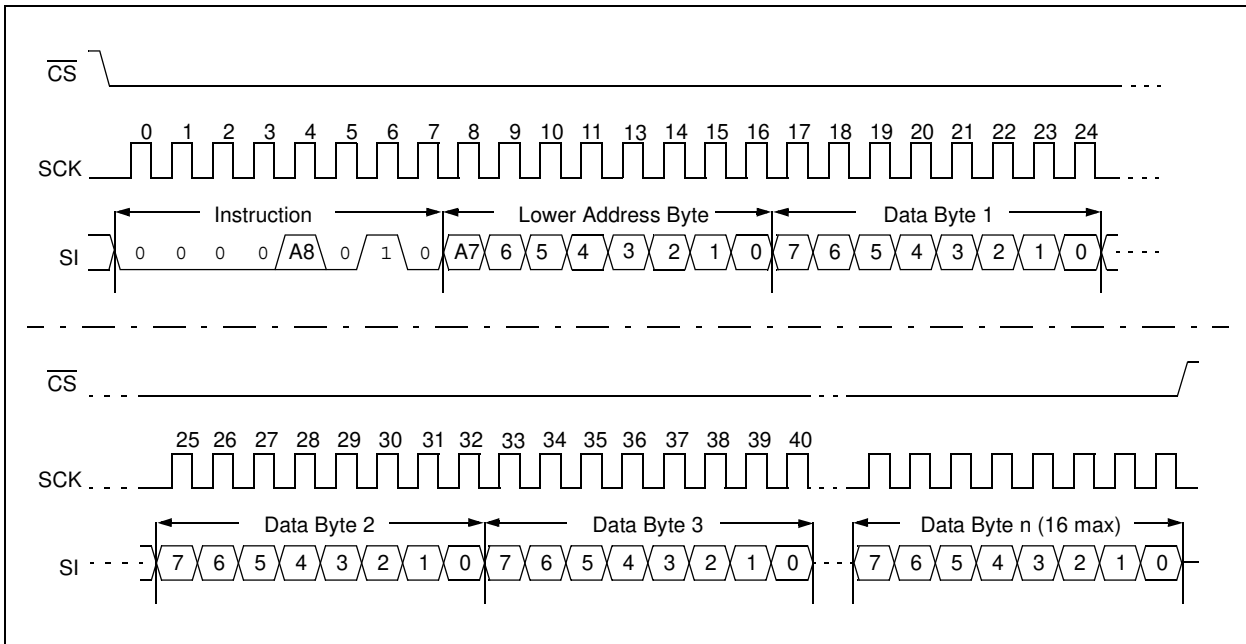 CS
0 1 2 3 4 5 6 7 8 9 10 11 13 14 15 16 17 18 19 20 21 22 23 24
SCK
Instruction Lower Address Byte Data Byte 1
SI 0 0 0 0 A8 0 1 0 A7 6 5 4 3 2 1 0 7 6 5 4 3 2 1 0
CS
25 26 27 28 29 30 31 32 33 34 35 36 37 38 39 40
SCK
Data Byte 2 Data Byte 3 Data Byte n (16 max)
SI 7 6 5 4 3 2 1 0 7 6 5 4 3 2 1 0 7 6 5 4 3 2 1 0